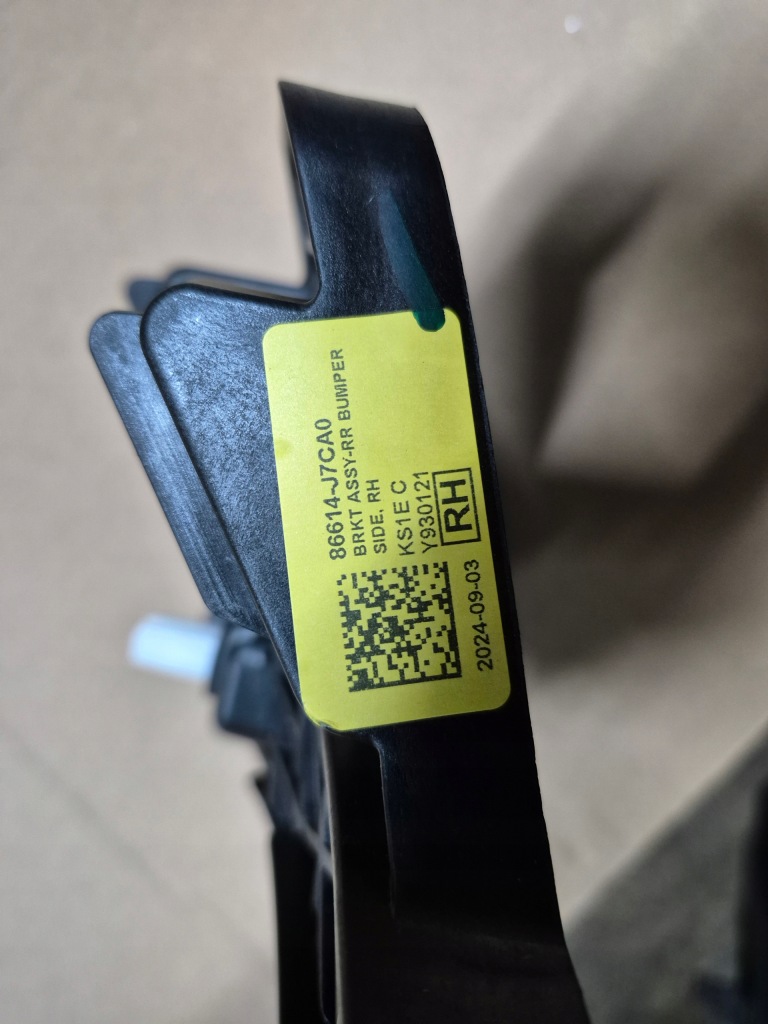 86614-J7CA0
BRKT ASSY-RR BUMPER
SIDE, RH
KS1E C
Y930121
RH
2024-09-03